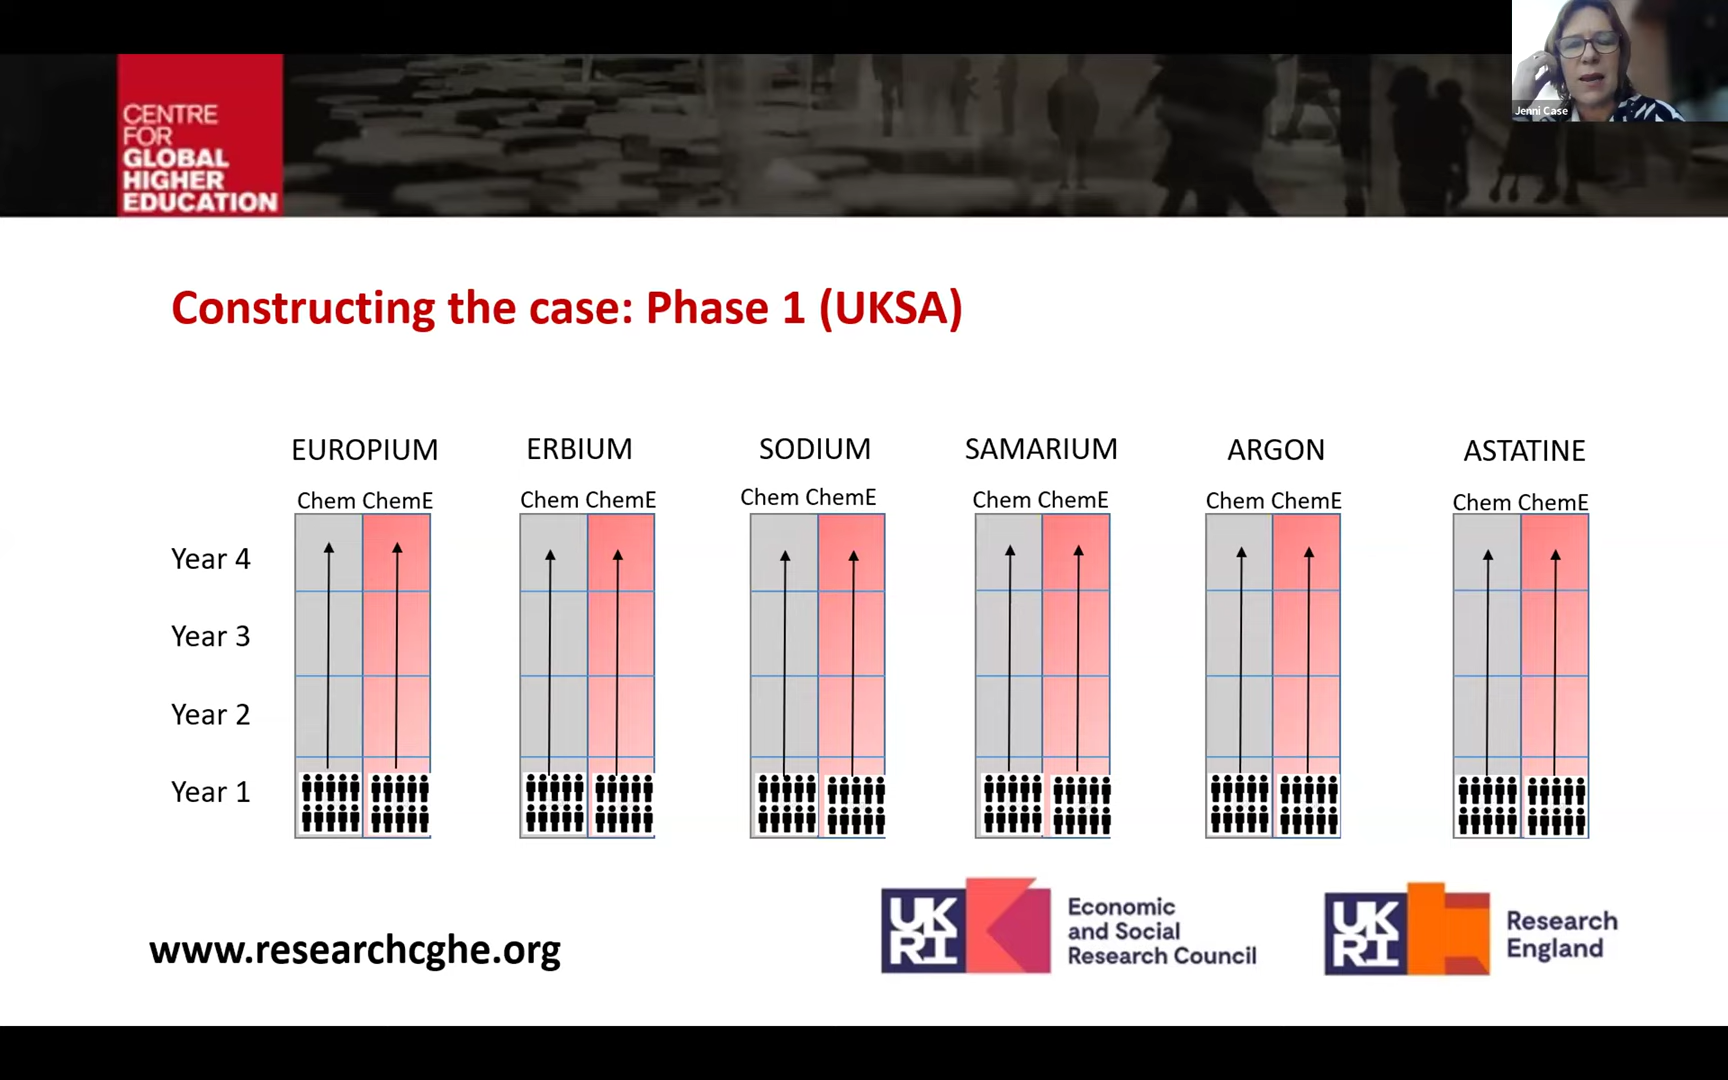 Jenni Case
CENTRE
FOR
GLOBAL
HIGHER
EDUCATION
Constructing the case: Phase 1 (UKSA)
EUROPIUM ERBIUM SODIUM SAMARIUM ARGON ASTATINE
Chem ChemE Chem ChemE Chem ChemE Chem ChemE Chem ChemE Chem ChemE
Year 4
Year 3
Year 2
Year 1
www.researchcghe.org
UK
RI
Economic
and Social
Research Council
UK
RI
Research
England